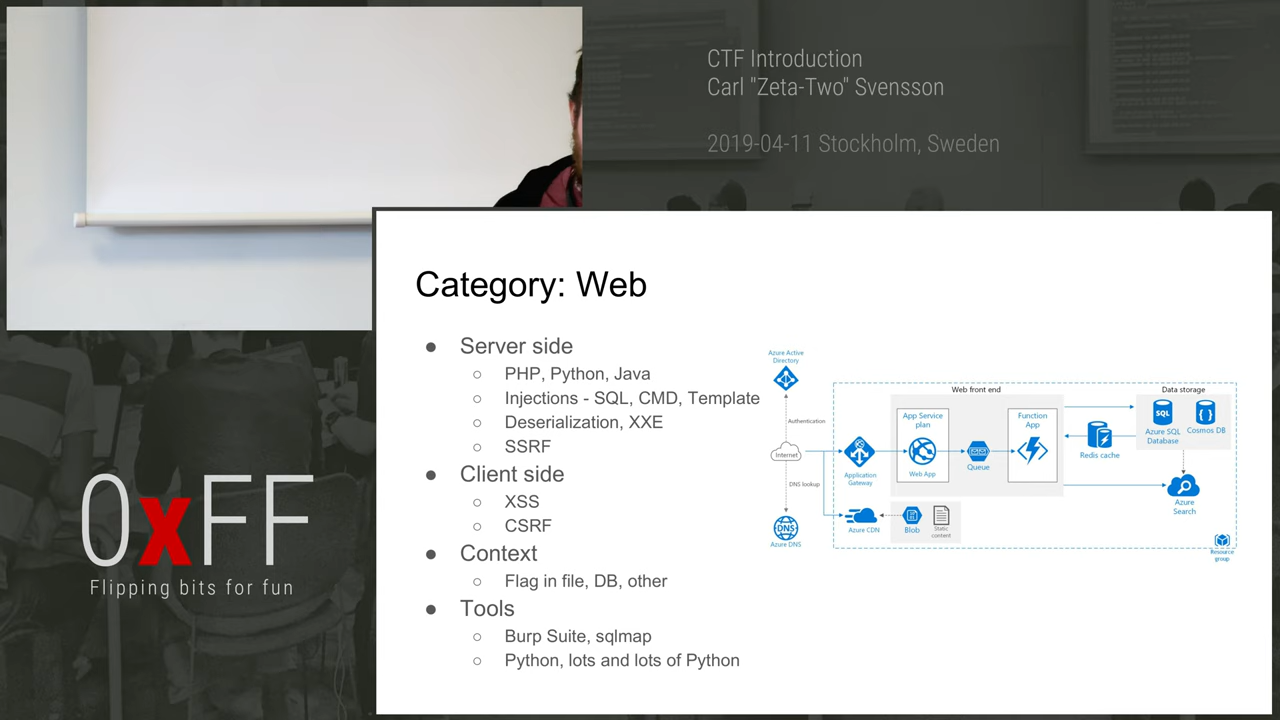 CTF Introduction
Carl "Zeta-Two" Svensson
2019-04-11 Stockholm, Sweden
0xFF
Flipping bits for fun
Category: Web
● Server side
○ PHP, Python, Java
○ Injections - SQL, CMD, Template
○ Deserialization, XXE
○ SSRF
● Client side
○ XSS
○ CSRF
● Context
○ Flag in file, DB, other
● Tools
○ Burp Suite, sqlmap
○ Python, lots and lots of Python
Azure Active
Directory
Authentication
Internet
DNS lookup
DNS
Azure DNS
Application
Gateway
Azure CDN
Web front end
App Service
plan
Web App
Queue
Function
App
Blob
Static
content
Redis cache
Data storage
SQL
Azure SQL
Database
Cosmos DB
Azure
Search
Resource
group